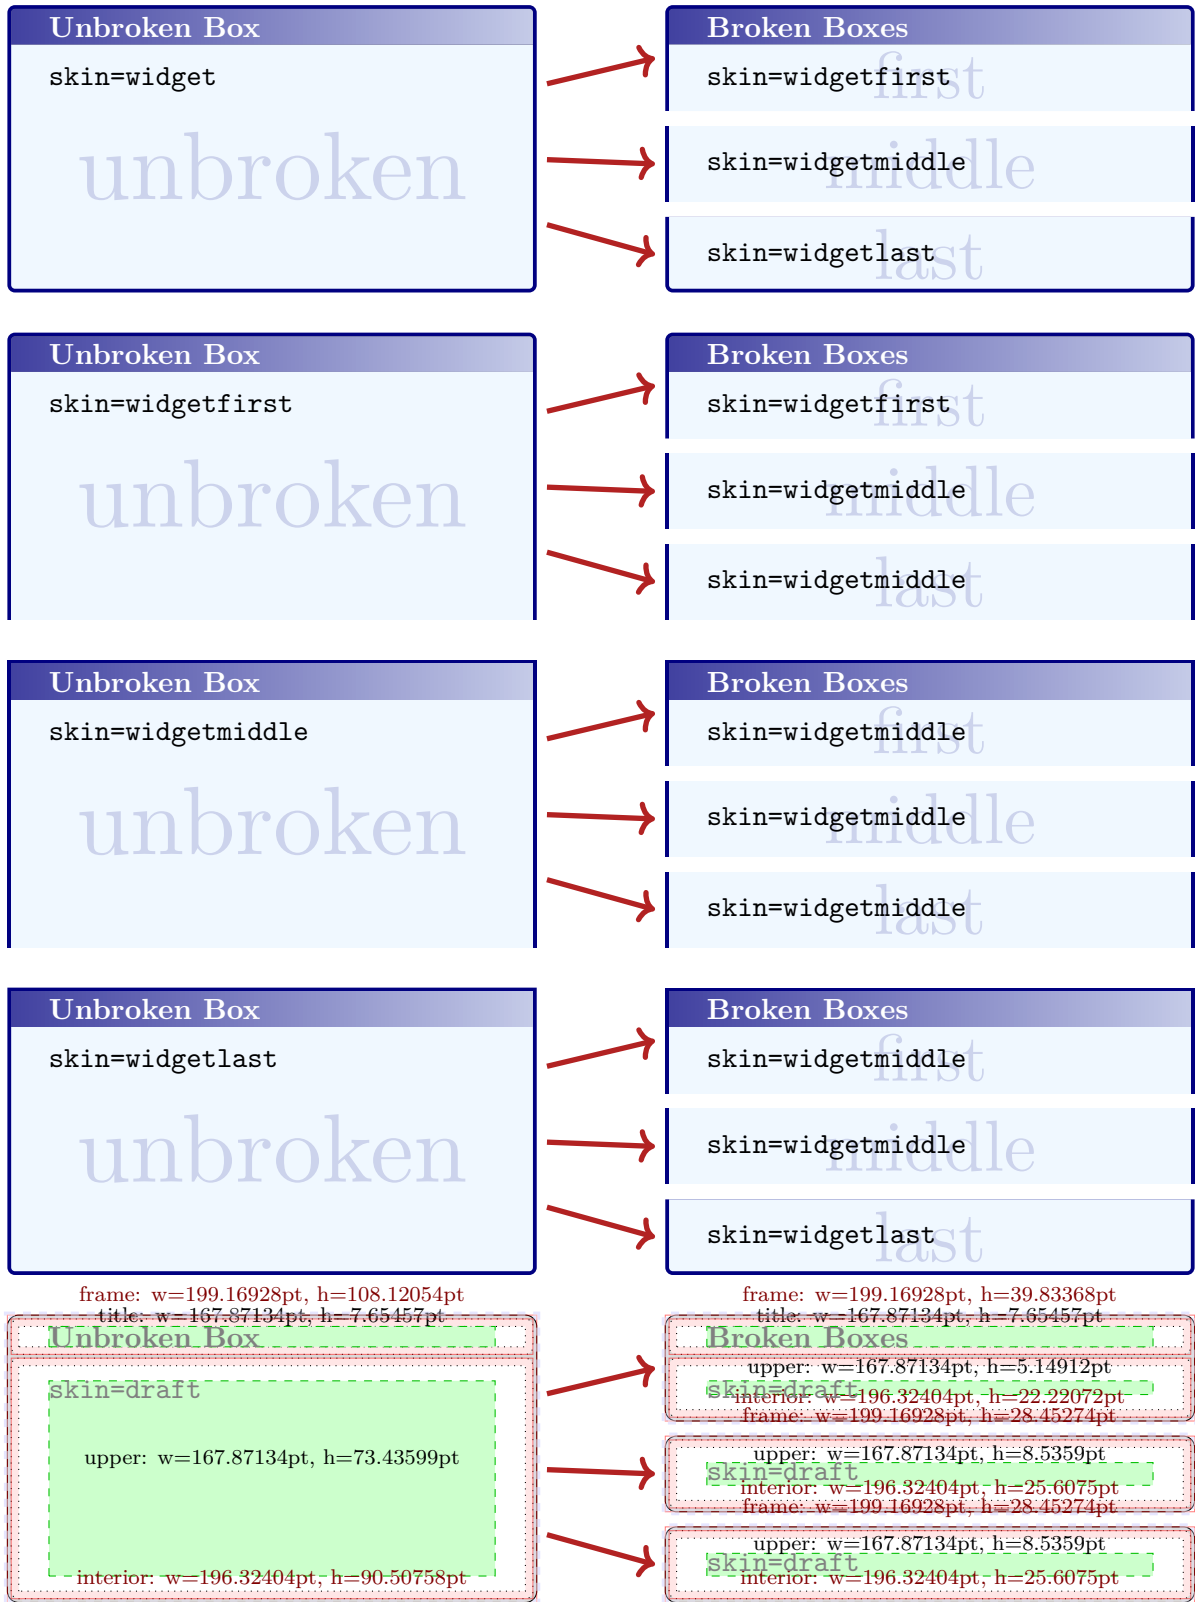 Unbroken Box
skin=widget
unbroken
Broken Boxes
skin=widgetfirst
first
skin=widgetmiddle
middle
skin=widgetlast
last
Unbroken Box
skin=widgetfirst
unbroken
Broken Boxes
skin=widgetfirst
first
skin=widgetmiddle
middle
skin=widgetmiddle
last
Unbroken Box
skin=widgetmiddle
unbroken
Broken Boxes
skin=widgetmiddle
first
skin=widgetmiddle
middle
skin=widgetmiddle
last
Unbroken Box
skin=widgetlast
unbroken
Broken Boxes
skin=widgetmiddle
first
skin=widgetmiddle
middle
skin=widgetlast
last
frame: w=199.16928pt, h=108.12054pt
title: w=167.87134pt, h=7.65457pt
Unbroken Box
skin=draft
upper: w=167.87134pt, h=73.43599pt
interior: w=196.32404pt, h=90.50758pt
frame: w=199.16928pt, h=39.83368pt
title: w=167.87134pt, h=7.65457pt
Broken Boxes
upper: w=167.87134pt, h=5.14912pt
skin=draft
interior: w=196.32404pt, h=22.22072pt
frame: w=199.16928pt, h=28.45274pt
upper: w=167.87134pt, h=8.5359pt
skin=draft
interior: w=196.32404pt, h=25.6075pt
frame: w=199.16928pt, h=28.45274pt
upper: w=167.87134pt, h=8.5359pt
skin=draft
interior: w=196.32404pt, h=25.6075pt